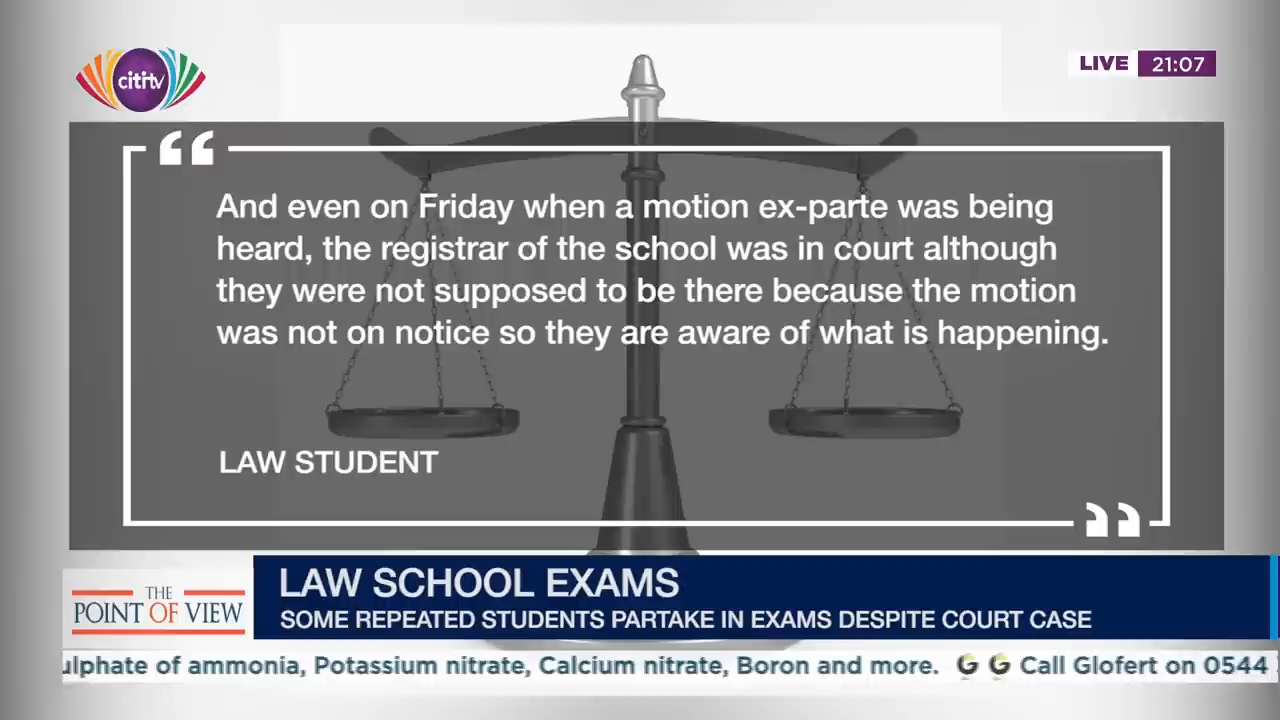 citi tv
LIVE 21:07
And even on Friday when a motion ex-parte was being
heard, the registrar of the school was in court although
they were not supposed to be there because the motion
was not on notice so they are aware of what is happening.
LAW STUDENT
THE
POINT OF VIEW
LAW SCHOOL EXAMS
SOME REPEATED STUDENTS PARTAKE IN EXAMS DESPITE COURT CASE
ulphate of ammonia, Potassium nitrate, Calcium nitrate, Boron and more. G G Call Glofert on 0544